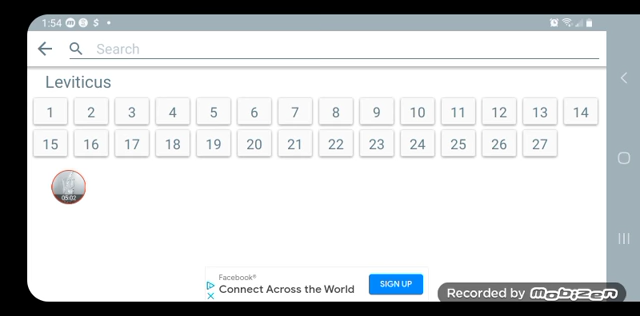 1:54
Search
Leviticus
1 2 3 4 5 6 7 8 9 10 11 12 13 14
15 16 17 18 19 20 21 22 23 24 25 26 27
05:02
Facebook®
Connect Across the World
SIGN UP
Recorded by mobizen